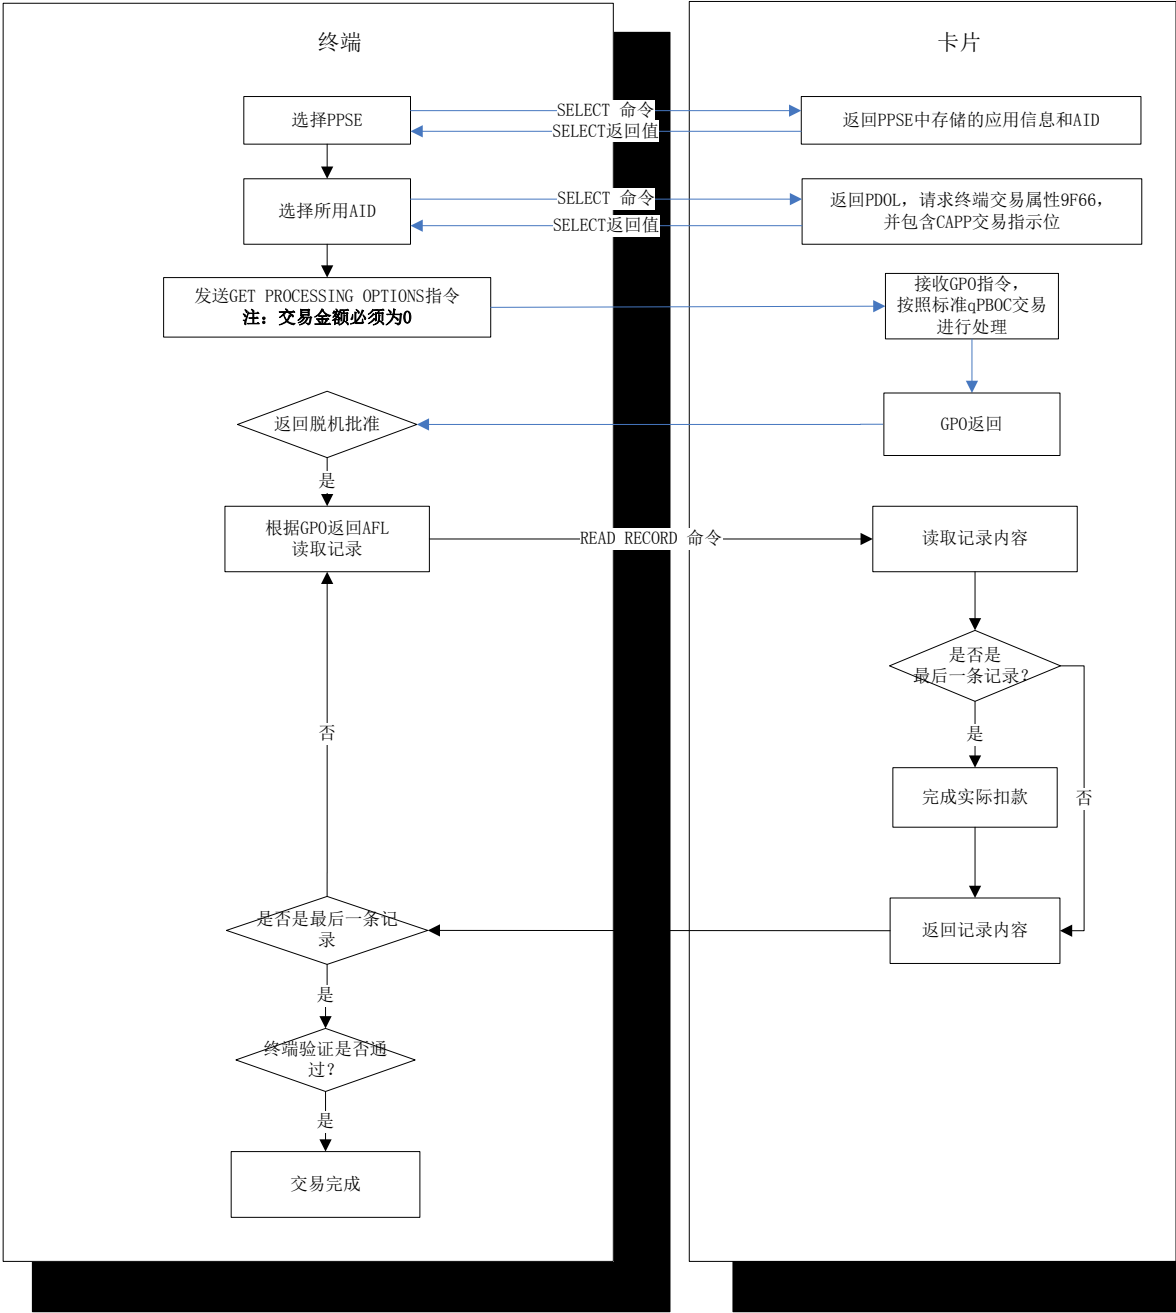 终端
卡片
选择PPSE
SELECT 命令
SELECT返回值
返回PPSE中存储的应用信息和AID
选择所用AID
SELECT 命令
SELECT返回值
返回PDOL，请求终端交易属性9F66，
并包含CAPP交易指示位
发送GET PROCESSING OPTIONS指令
注：交易金额必须为0
接收GPO指令，
按照标准qPBOC交易
进行处理
返回脱机批准
GPO返回
是
根据GPO返回AFL
读取记录
READ RECORD 命令
读取记录内容
是否是
最后一条记录？
否
是
完成实际扣款
否
是否是最后一条记
录
返回记录内容
是
终端验证是否通
过？
是
交易完成